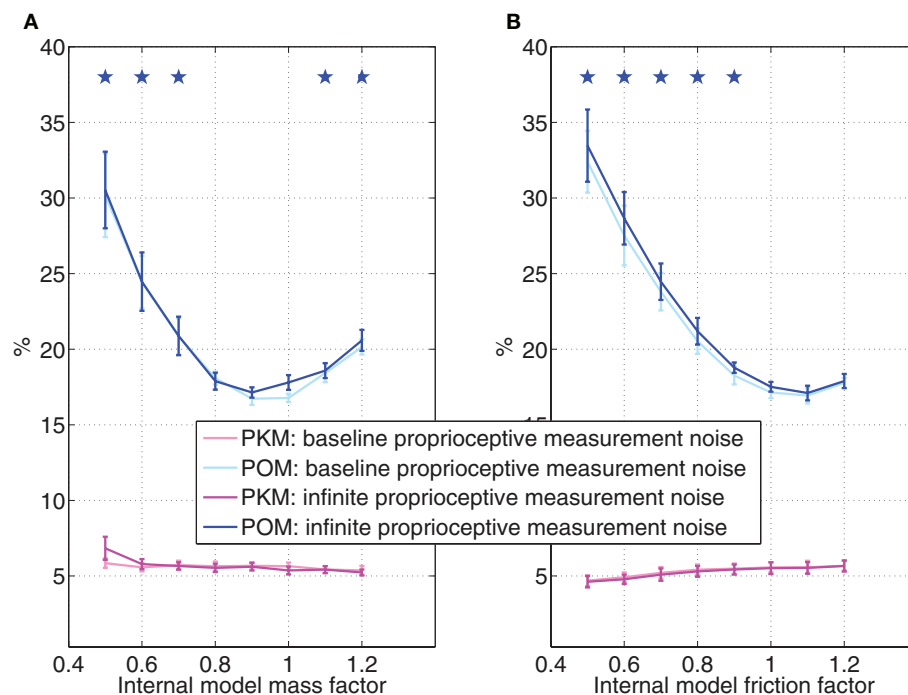 A
B
40
40
35
35
30
30
25
25
%
%
20
20
15
15
PKM: baseline proprioceptive measurement noise
POM: baseline proprioceptive measurement noise
PKM: infinite proprioceptive measurement noise
POM: infinite proprioceptive measurement noise
10
10
5
5
0.4 0.6 0.8 1 1.2
0.4 0.6 0.8 1 1.2
Internal model mass factor
Internal model friction factor